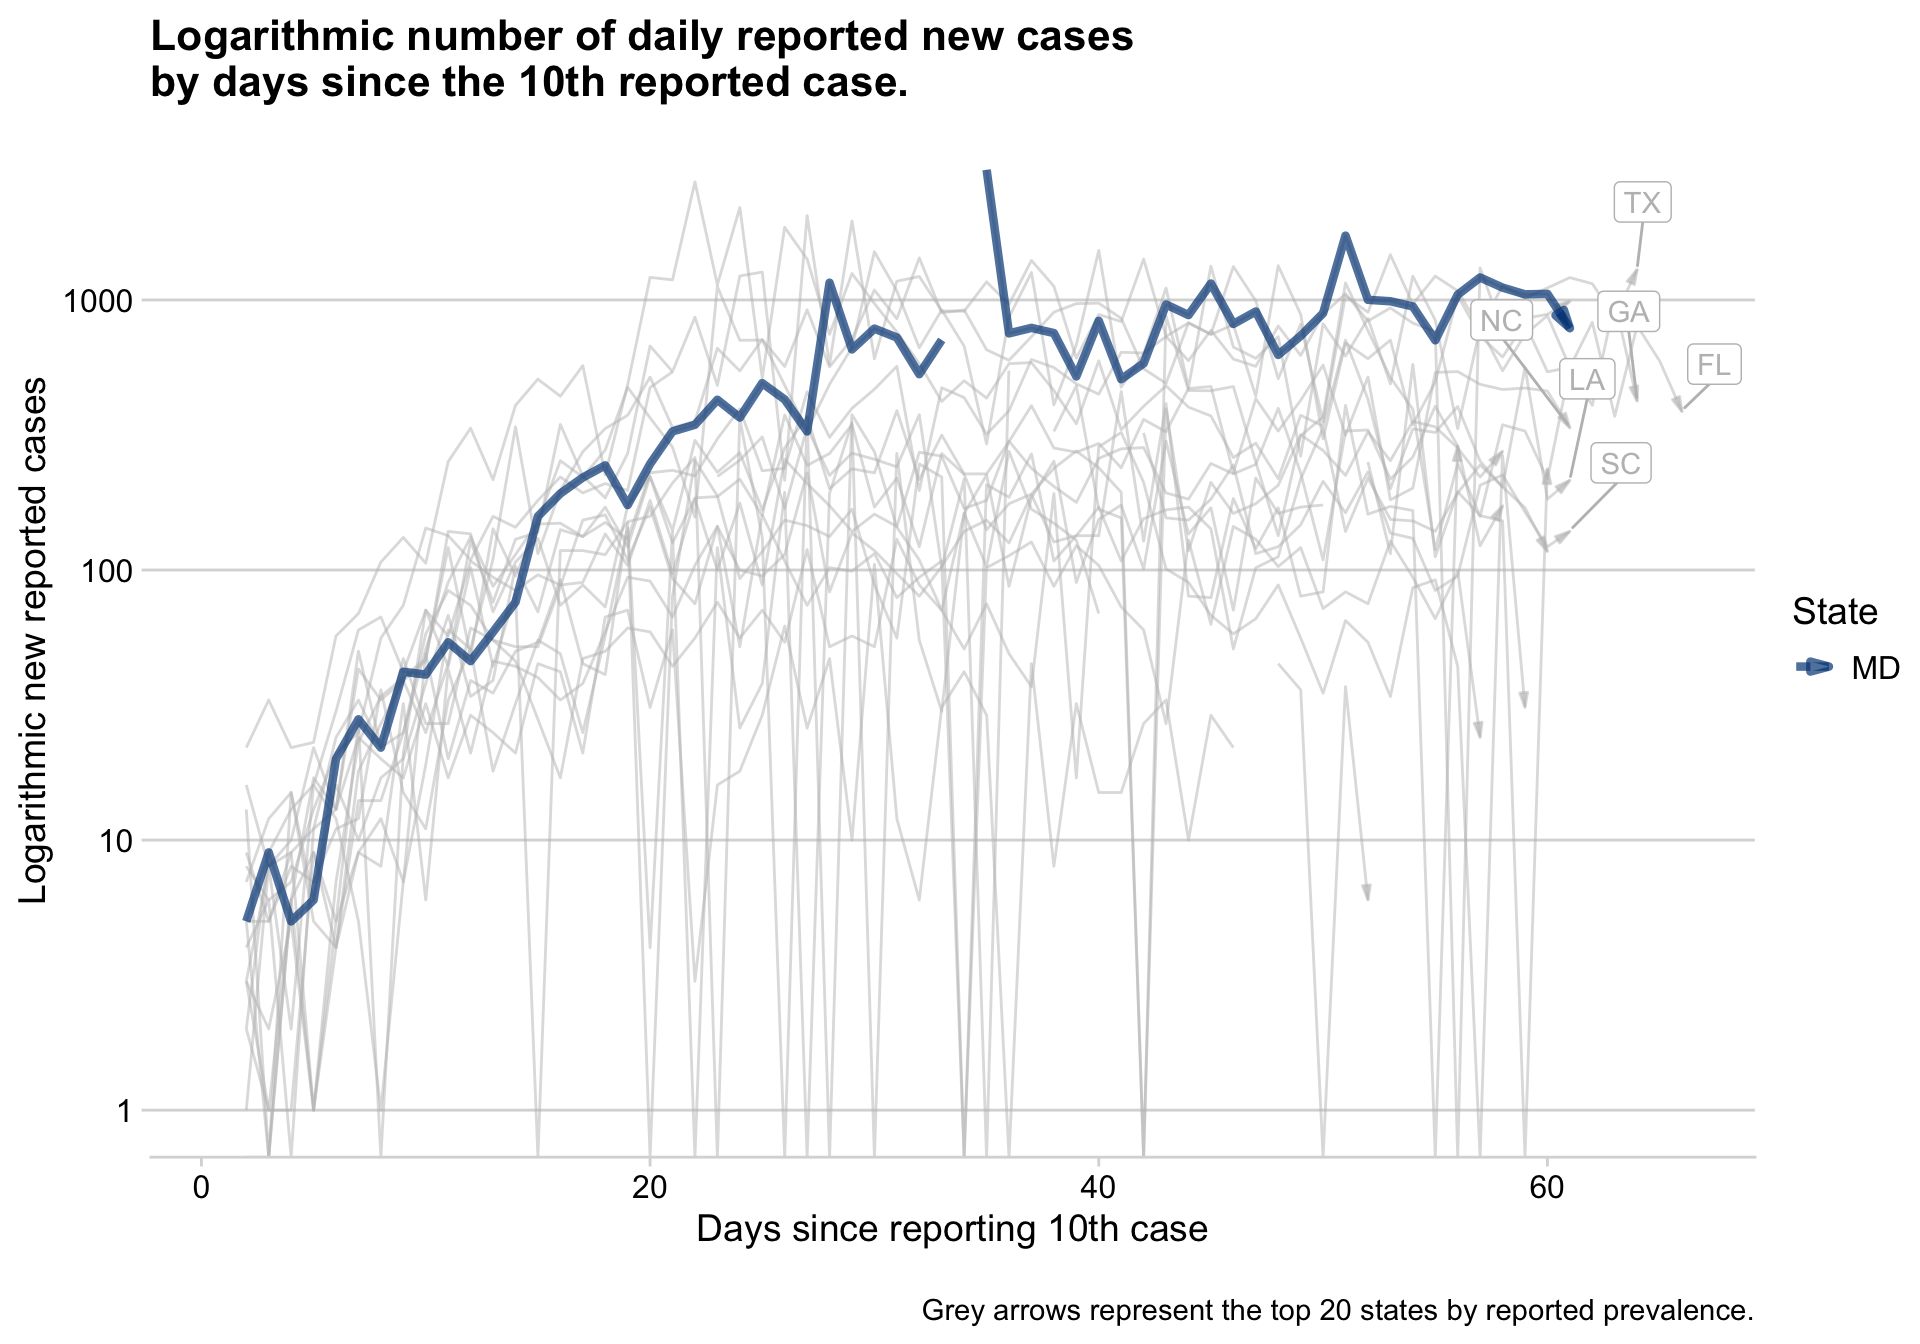 Logarithmic number of daily reported new cases
by days since the 10th reported case.
Logarithmic new reported cases
1000
100
10
1
TX
NC
GA
FL
LA
SC
State
MD
0
20
40
60
Days since reporting 10th case
Grey arrows represent the top 20 states by reported prevalence.